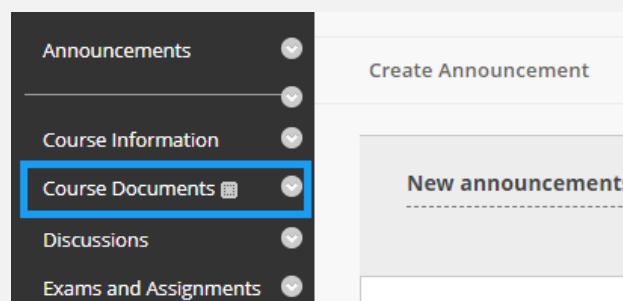 Announcements
Create Announcement
Course Information
Course Documents
New announcements
Discussions
Exams and Assignments